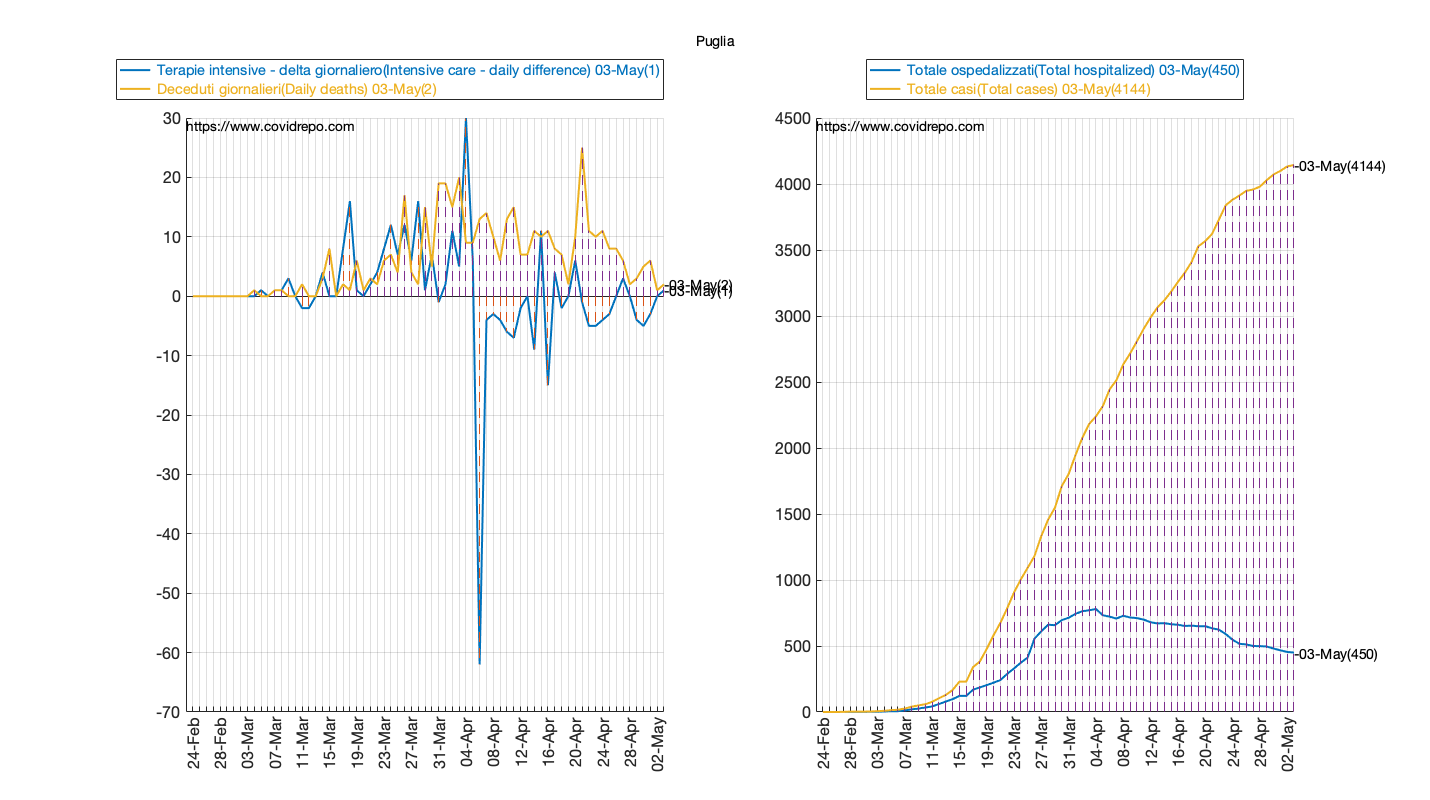 Puglia
Terapie intensive - delta giornaliero(Intensive care - daily difference) 03-May(1)
Deceduti giornalieri(Daily deaths) 03-May(2)
https://www.covidrepo.com
30
20
10
0
-10
-20
-30
-40
-50
-60
-70
24-Feb
28-Feb
03-Mar
07-Mar
11-Mar
15-Mar
19-Mar
23-Mar
27-Mar
31-Mar
04-Apr
08-Apr
12-Apr
16-Apr
20-Apr
24-Apr
28-Apr
02-May
-03-May(2)
-03-May(1)
Totale ospedalizzati(Total hospitalized) 03-May(450)
Totale casi(Total cases) 03-May(4144)
https://www.covidrepo.com
4500
4000
3500
3000
2500
2000
1500
1000
500
0
24-Feb
28-Feb
03-Mar
07-Mar
11-Mar
15-Mar
19-Mar
23-Mar
27-Mar
31-Mar
04-Apr
08-Apr
12-Apr
16-Apr
20-Apr
24-Apr
28-Apr
02-May
-03-May(4144)
-03-May(450)